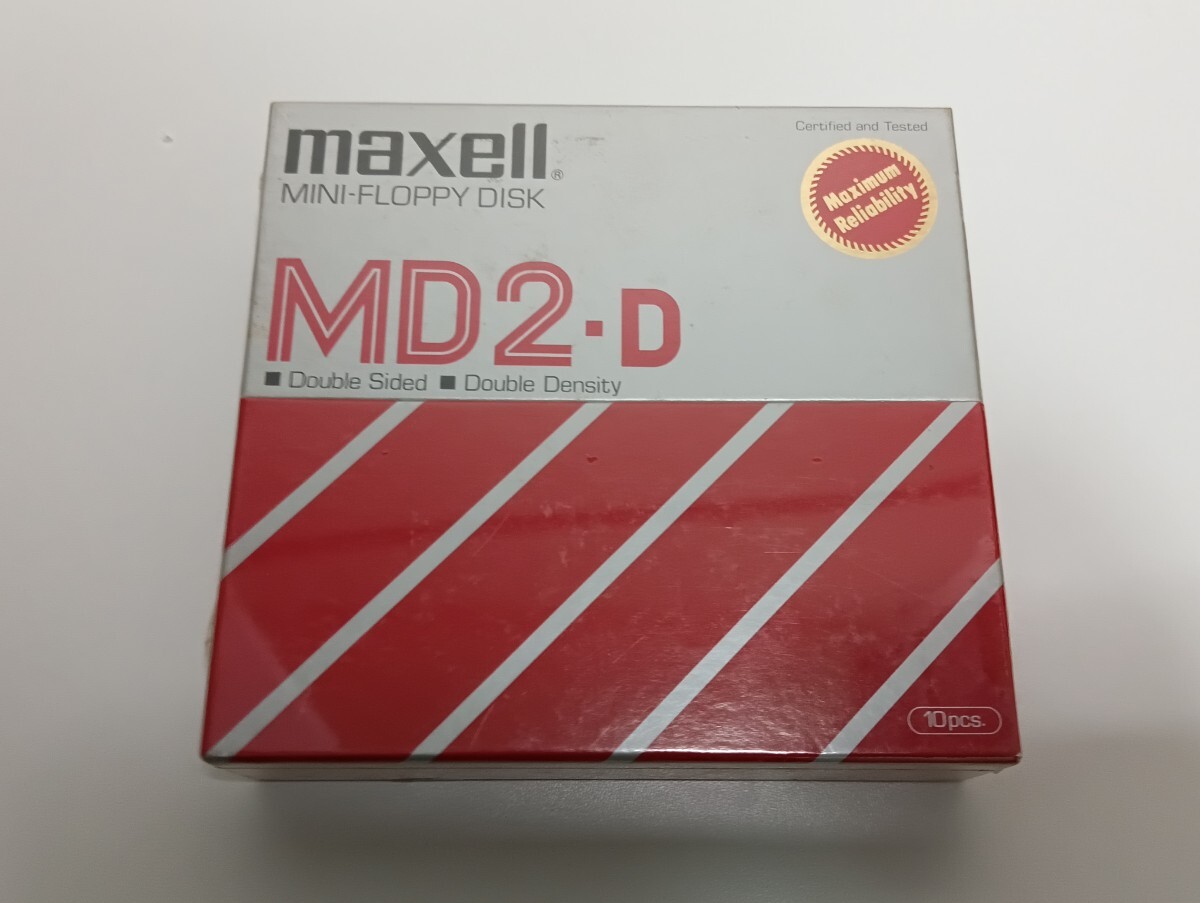 maxell®
MINI-FLOPPY DISK
Certified and Tested
Maximum
Reliability
MD2·D
■ Double Sided ■ Double Density
10pcs.